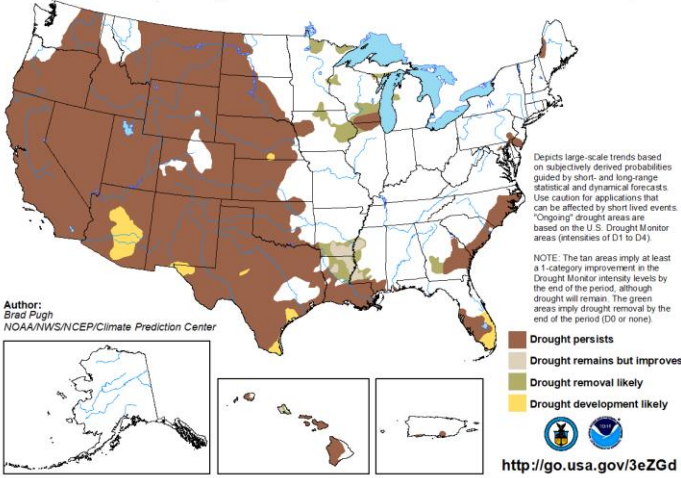 Depicts large-scale trends based
on subjectively derived probabilities
guided by short- and long-range
statistical and dynamical forecasts.
Use caution for applications that
can be affected by short lived events.
"Ongoing" drought areas are
based on the U.S. Drought Monitor
areas (intensities of D1 to D4).
NOTE: The tan areas imply at least
a 1-category improvement in the
Drought Monitor intensity levels by
the end of the period, although
drought will remain. The green
areas imply drought removal by the
end of the period (D0 or none).
Author:
Brad Pugh
NOAA/NWS/NCEP/Climate Prediction Center
Drought persists
Drought remains but improves
Drought removal likely
Drought development likely
http://go.usa.gov/3eZGd